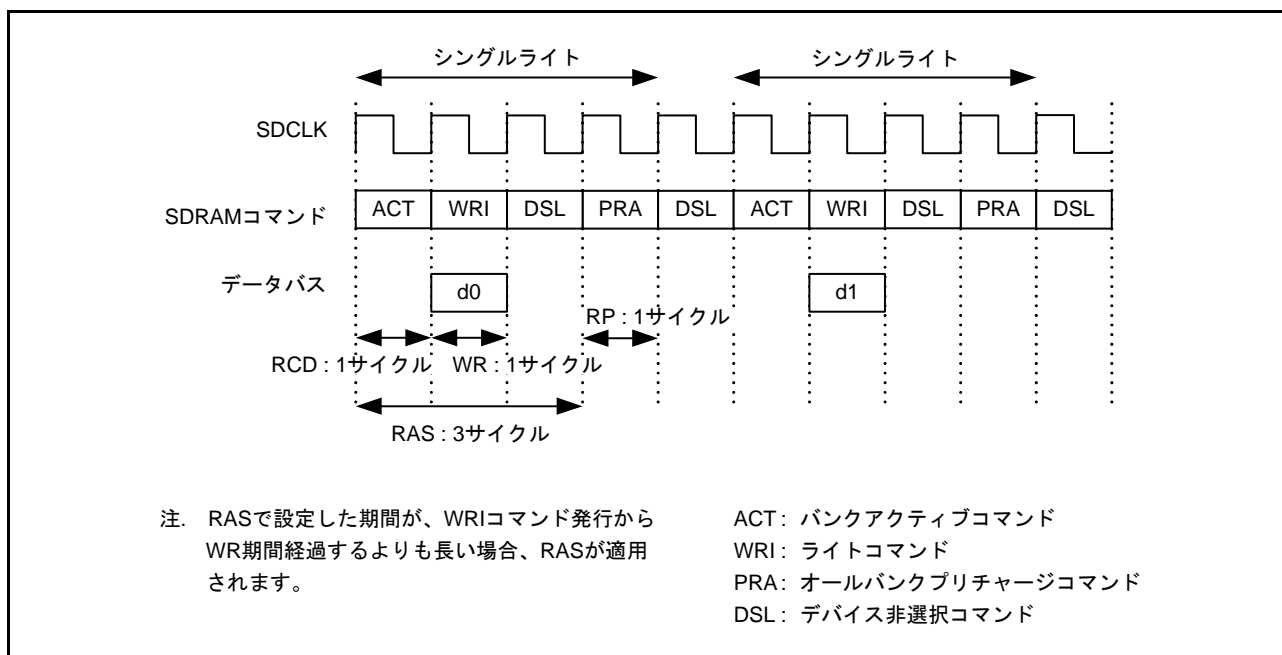 シングルライト シングルライト
SDCLK
SDRAMコマンド ACT WRI DSL PRA DSL ACT WRI DSL PRA DSL
データバス d0 d1
RP : 1サイクル
RCD : 1サイクル WR : 1サイクル
RAS : 3サイクル
注. RASで設定した期間が、WRIコマンド発行から
WR期間経過するよりも長い場合、RASが適用
されます。
ACT : バンクアクティブコマンド
WRI : ライトコマンド
PRA : オールバンクプリチャージコマンド
DSL : デバイス非選択コマンド